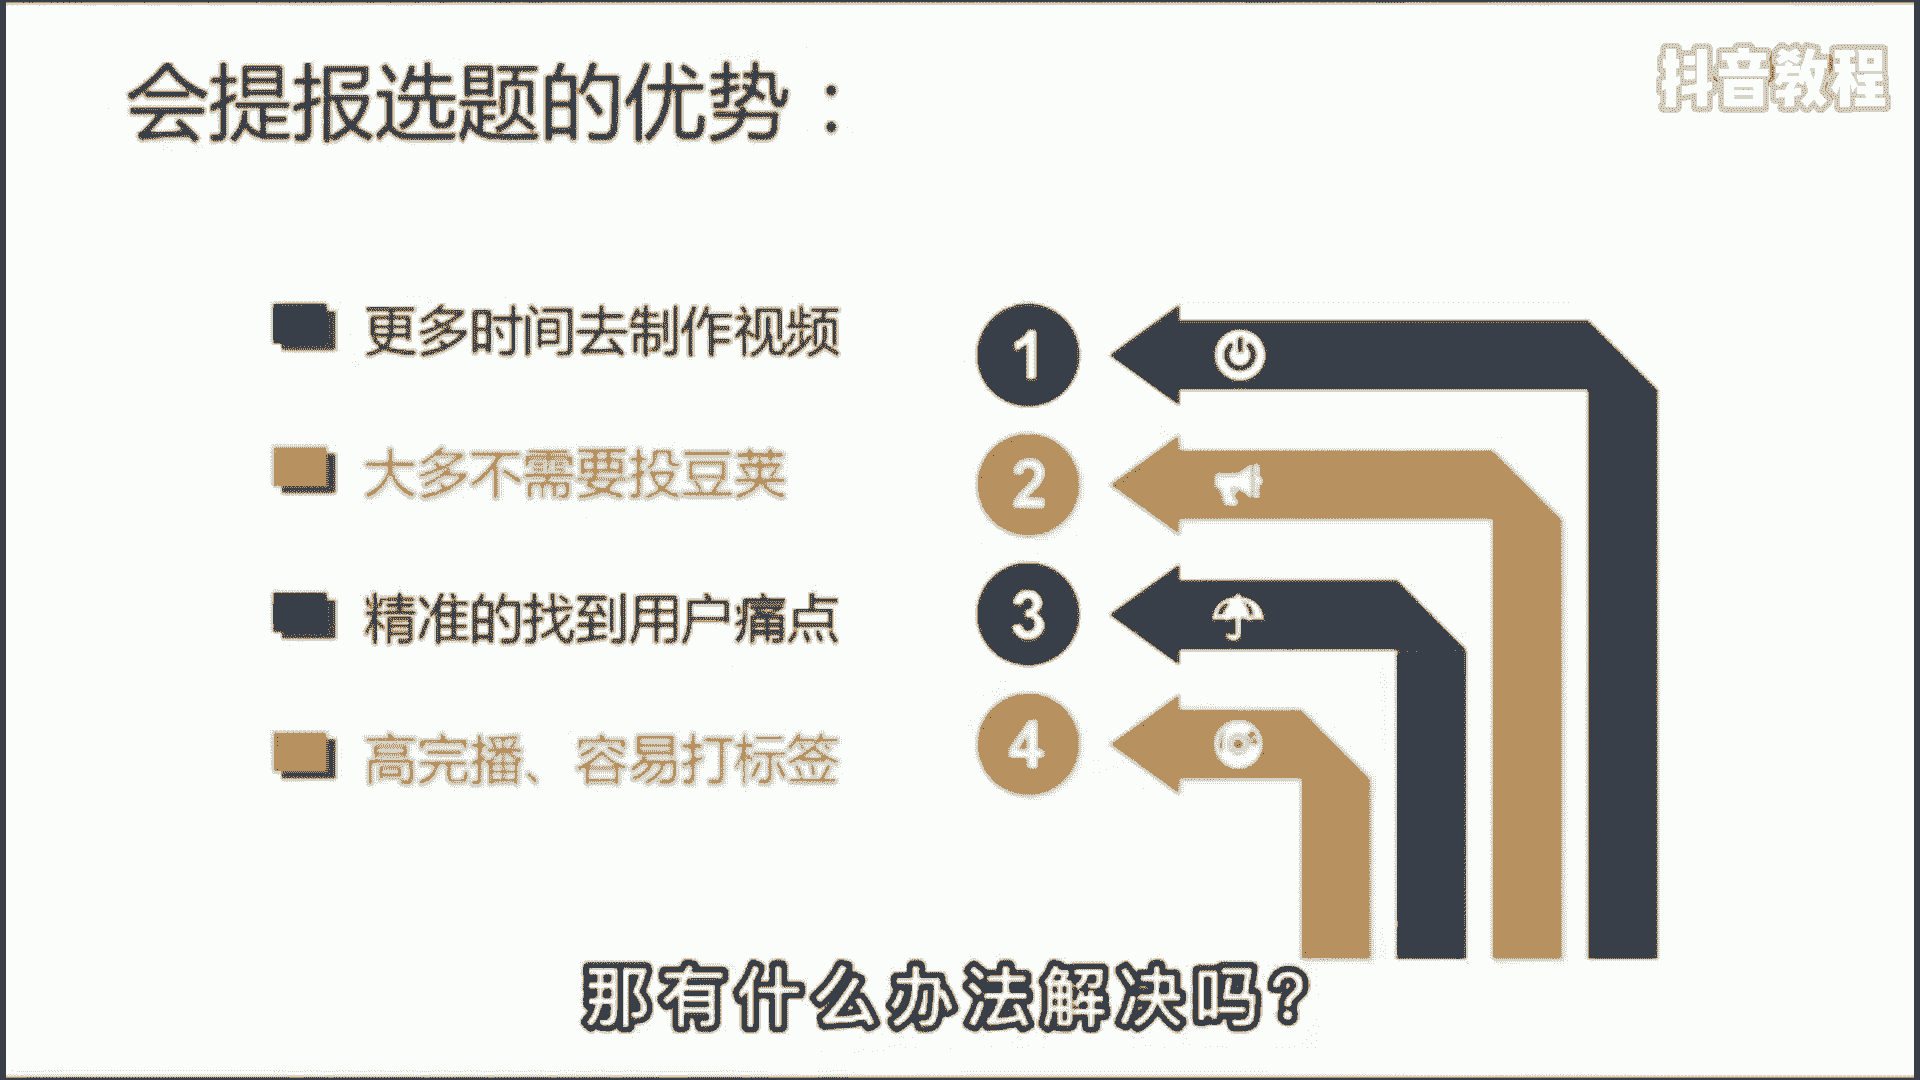 会提报选题的优势：
抖音教程
更多时间去制作视频
大多不需要投豆荚
精准的找到用户痛点
高完播、容易打标签
1
2
3
4
那有什么办法解决吗?